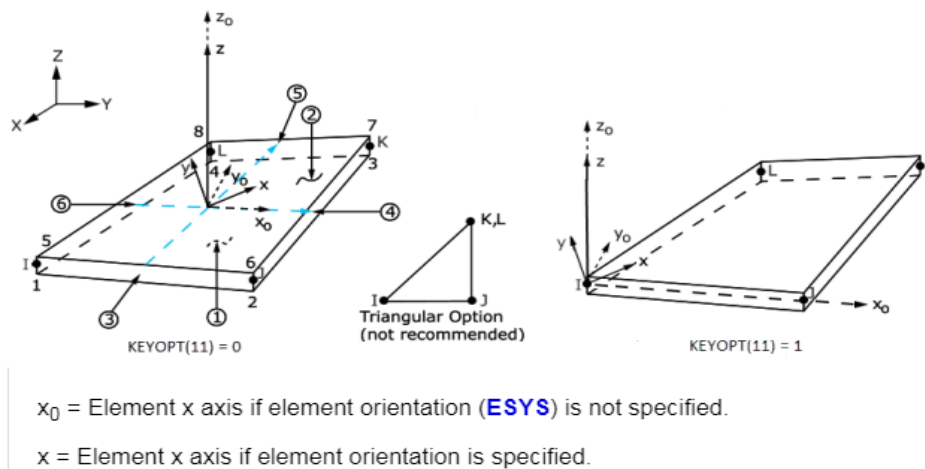 z₀
z
Z
Y
X
⑤
②
8
7
L
K
y
4
3
y₀
x
⑥
x₀
④
5
6
I
J
1
2
③
①
KEYOPT(11) = 0
K,L
I
J
Triangular Option
(not recommended)
z₀
z
L
y
y₀
x
I
J
x₀
KEYOPT(11) = 1
x₀ = Element x axis if element orientation (ESYS) is not specified.
x = Element x axis if element orientation is specified.